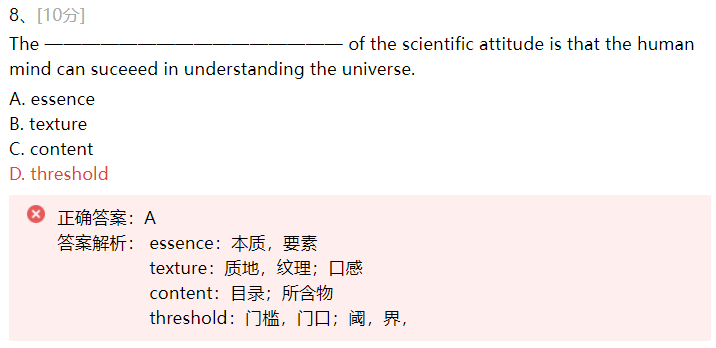 8、[10分]
The ———————————————— of the scientific attitude is that the human
mind can suceeed in understanding the universe.
A. essence
B. texture
C. content
D. threshold
正确答案：A
答案解析： essence：本质，要素
texture：质地，纹理；口感
content：目录；所含物
threshold：门槛，门口；阈，界，